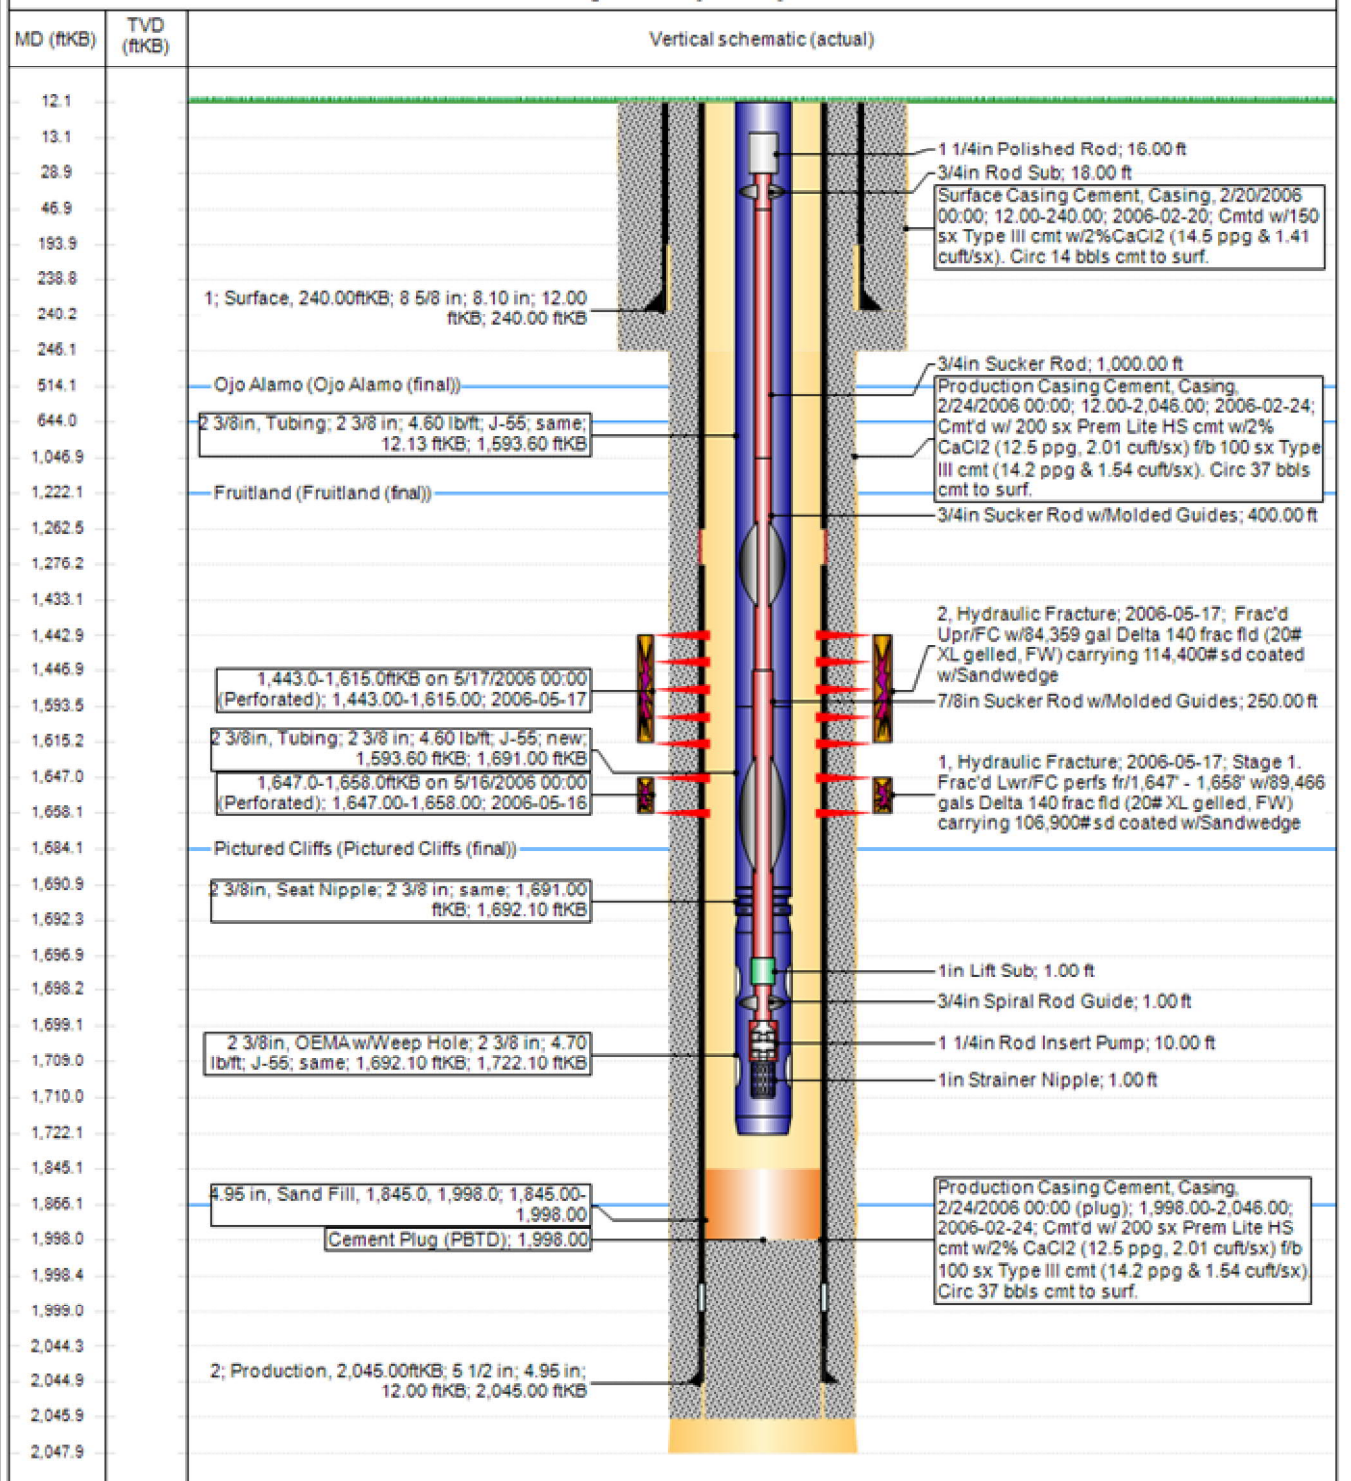 MD (ftKB)
TVD
(ftKB)
Vertical schematic (actual)
12.1
13.1
28.9
46.9
193.9
238.8
240.2
246.1
514.1
644.0
1,046.9
1,222.1
1,262.5
1,276.2
1,433.1
1,442.9
1,446.9
1,593.5
1,615.2
1,647.0
1,658.1
1,684.1
1,690.9
1,692.3
1,696.9
1,698.2
1,699.1
1,709.0
1,710.0
1,722.1
1,845.1
1,866.1
1,998.0
1,998.4
1,999.0
2,044.3
2,044.9
2,045.9
2,047.9
1; Surface, 240.00ftKB; 8 5/8 in; 8.10 in; 12.00
ftKB; 240.00 ftKB
Ojo Alamo (Ojo Alamo (final))
2 3/8in, Tubing; 2 3/8 in; 4.60 lb/ft; J-55; same;
12.13 ftKB; 1,593.60 ftKB
Fruitland (Fruitland (final))
1,443.0-1,615.0ftKB on 5/17/2006 00:00
(Perforated); 1,443.00-1,615.00; 2006-05-17
2 3/8in, Tubing; 2 3/8 in; 4.60 lb/ft; J-55; new;
1,593.60 ftKB; 1,691.00 ftKB
1,647.0-1,658.0ftKB on 5/16/2006 00:00
(Perforated); 1,647.00-1,658.00; 2006-05-16
Pictured Cliffs (Pictured Cliffs (final))
2 3/8in, Seat Nipple; 2 3/8 in; same; 1,691.00
ftKB; 1,692.10 ftKB
2 3/8in, OEMA w/Weep Hole; 2 3/8 in; 4.70
lb/ft; J-55; same; 1,692.10 ftKB; 1,722.10 ftKB
4.95 in, Sand Fill, 1,845.0, 1,998.0; 1,845.00-
1,998.00
Cement Plug (PBTD); 1,998.00
2; Production, 2,045.00ftKB; 5 1/2 in; 4.95 in;
12.00 ftKB; 2,045.00 ftKB
1 1/4in Polished Rod; 16.00 ft
3/4in Rod Sub; 18.00 ft
Surface Casing Cement, Casing, 2/20/2006
00:00; 12.00-240.00; 2006-02-20; Cmtd w/150
sx Type III cmt w/2%CaCl2 (14.5 ppg & 1.41
cuft/sx). Circ 14 bbls cmt to surf.
3/4in Sucker Rod; 1,000.00 ft
Production Casing Cement, Casing,
2/24/2006 00:00; 12.00-2,046.00; 2006-02-24;
Cmt'd w/ 200 sx Prem Lite HS cmt w/2%
CaCl2 (12.5 ppg, 2.01 cuft/sx) f/b 100 sx Type
III cmt (14.2 ppg & 1.54 cuft/sx). Circ 37 bbls
cmt to surf.
3/4in Sucker Rod w/Molded Guides; 400.00 ft
2, Hydraulic Fracture; 2006-05-17; Frac'd
Upr/FC w/84,359 gal Delta 140 frac fld (20#
XL gelled, FW) carrying 114,400# sd coated
w/Sandwedge
7/8in Sucker Rod w/Molded Guides; 250.00 ft
1, Hydraulic Fracture; 2006-05-17; Stage 1.
Frac'd Lwr/FC perfs fr/1,647' - 1,658' w/89,466
gals Delta 140 frac fld (20# XL gelled, FW)
carrying 106,900# sd coated w/Sandwedge
1in Lift Sub; 1.00 ft
3/4in Spiral Rod Guide; 1.00 ft
1 1/4in Rod Insert Pump; 10.00 ft
1in Strainer Nipple; 1.00 ft
Production Casing Cement, Casing,
2/24/2006 00:00 (plug); 1,998.00-2,046.00;
2006-02-24; Cmt'd w/ 200 sx Prem Lite HS
cmt w/2% CaCl2 (12.5 ppg, 2.01 cuft/sx) f/b
100 sx Type III cmt (14.2 ppg & 1.54 cuft/sx).
Circ 37 bbls cmt to surf.